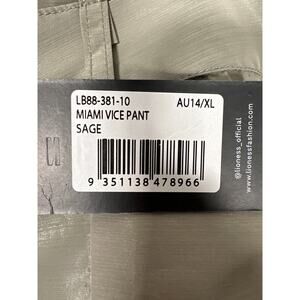 LB88-381-10 AU14/XL
MIAMI VICE PANT
SAGE
9 351138 478966
@lioness_official
www.lionessfashion.com